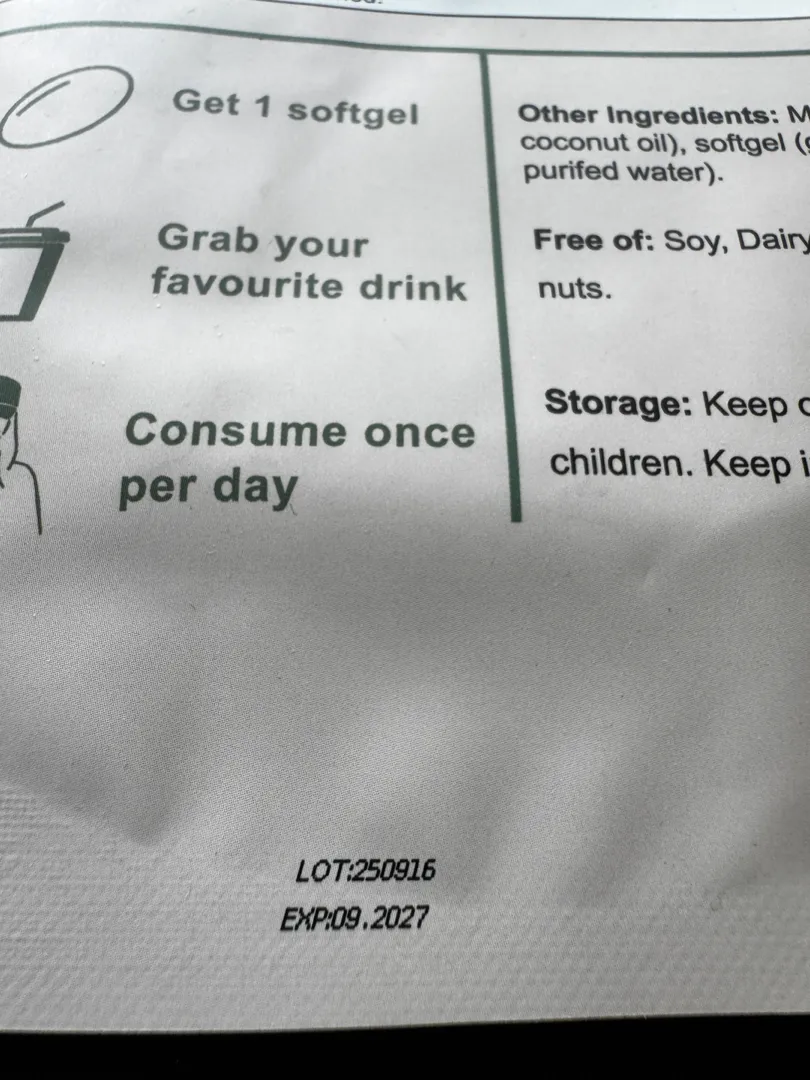 Get 1 softgel
Grab your
favourite drink
Consume once
per day
Other Ingredients: M
coconut oil), softgel (
purifed water).
Free of: Soy, Dairy
nuts.
Storage: Keep
children. Keep i
LOT:250916
EXP:09.2027